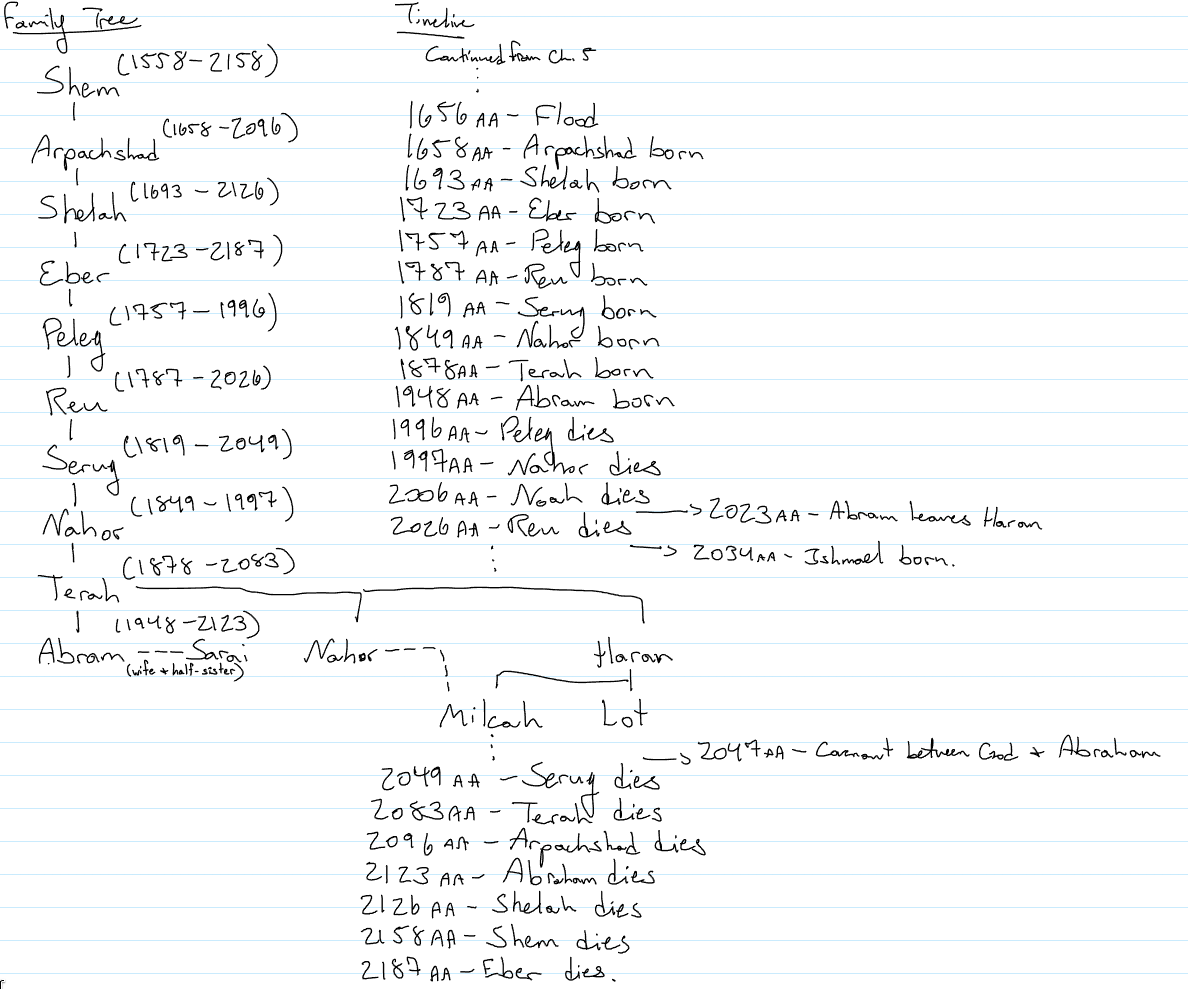 Family Tree
(1558-2158)
Shem
(1658-2096)
Arpachshad
(1693 - 2126)
Shelah
(1723-2187)
Eber
(1757-1996)
Peleg
(1787-2026)
Reu
(1819-2049)
Serug
(1849-1997)
Nahor
(1878-2083)
Terah
(1948-2123)
Abram --- Sarai
(wife + half-sister)
Nahor ---
Haran
Milcah
Lot
Timeline
Continued from Ch. 5
1656 AA - Flood
1658 AA - Arpachshad born
1693 AA - Shelah born
1723 AA - Eber born
1757 AA - Peleg born
1787 AA - Reu born
1819 AA - Serug born
1849 AA - Nahor born
1878 AA - Terah born
1948 AA - Abram born
1996 AA - Peleg dies
1997 AA - Nahor dies
2006 AA - Noah dies
→ 2023 AA - Abram leaves Haran
2026 AA - Reu dies
→ 2034 AA - Ishmael born.
→ 2047 AA - Covenant between God + Abraham
2049 AA - Serug dies
2083 AA - Terah dies
2096 AA - Arpachshad dies
2123 AA - Abraham dies
2126 AA - Shelah dies
2158 AA - Shem dies
2187 AA - Eber dies.